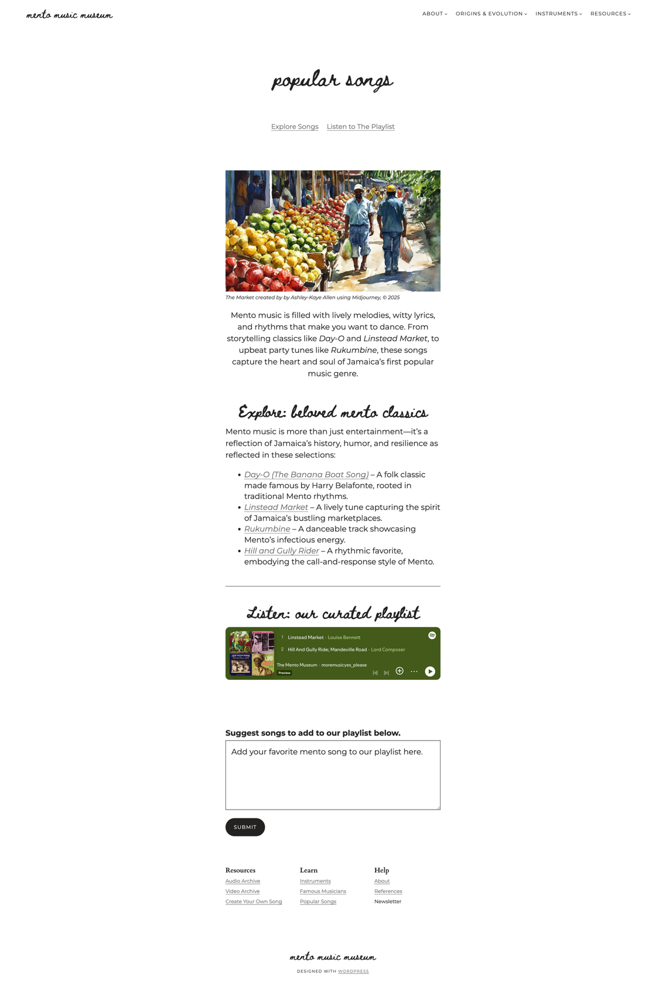 mento music museum
ABOUT ORIGINS & EVOLUTION INSTRUMENTS RESOURCES
popular songs
Explore Songs Listen to The Playlist
The Market created by by Ashley-Kaye Allen using Midjourney, © 2025
Mento music is filled with lively melodies, witty lyrics,
and rhythms that make you want to dance. From
storytelling classics like Day-O and Linstead Market, to
upbeat party tunes like Rukumbine, these songs
capture the heart and soul of Jamaica’s first popular
music genre.
Explore: beloved mento classics
Mento music is more than just entertainment—it’s a
reflection of Jamaica’s history, humor, and resilience as
reflected in these selections:
• Day-O (The Banana Boat Song) – A folk classic
made famous by Harry Belafonte, rooted in
traditional Mento rhythms.
• Linstead Market – A lively tune capturing the spirit
of Jamaica’s bustling marketplaces.
• Rukumbine – A danceable track showcasing
Mento’s infectious energy.
• Hill and Gully Rider – A rhythmic favorite,
embodying the call-and-response style of Mento.
Listen: our curated playlist
1 Linstead Market · Louise Bennett
2 Hill And Gully Ride; Mandeville Road · Lord Composer
The Mento Museum · moremusicyes_please
Preview
Suggest songs to add to our playlist below.
Add your favorite mento song to our playlist here.
SUBMIT
Resources Learn Help
Audio Archive Instruments About
Video Archive Famous Musicians References
Create Your Own Song Popular Songs Newsletter
mento music museum
DESIGNED WITH WORDPRESS